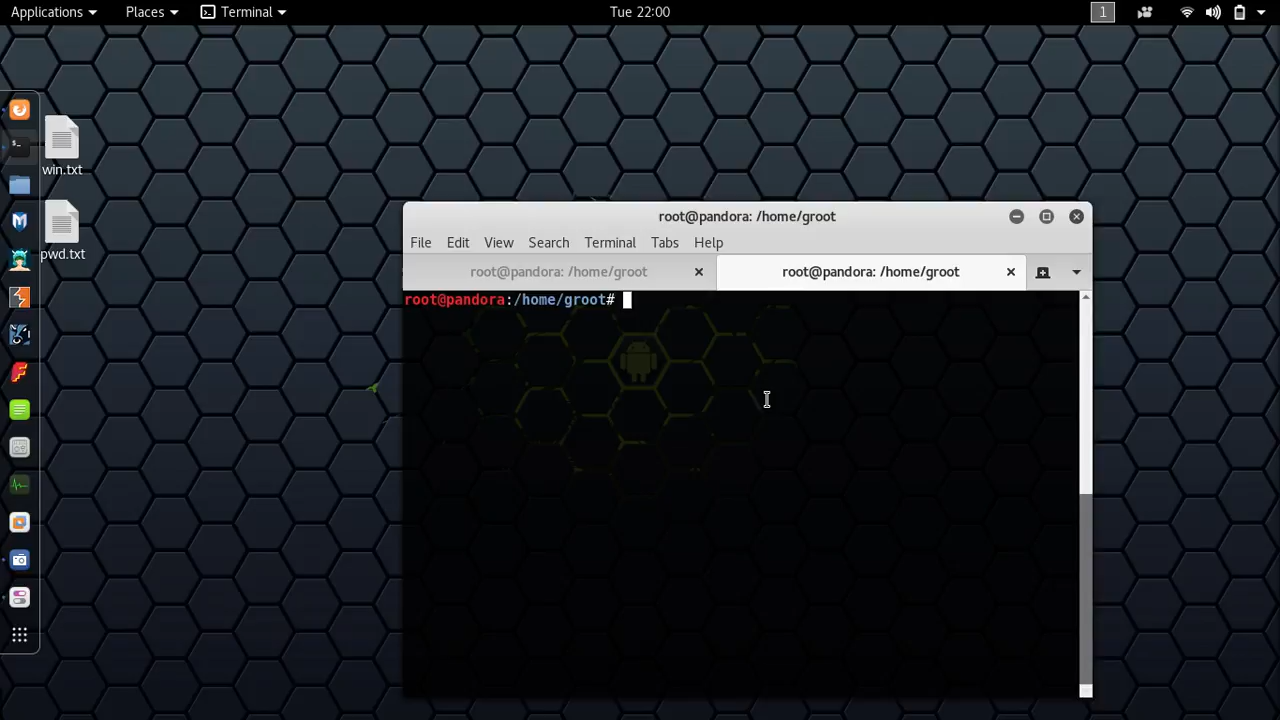 Applications Places Terminal Tue 22:00 1
win.txt
pwd.txt
root@pandora: /home/groot
File Edit View Search Terminal Tabs Help
root@pandora: /home/groot root@pandora: /home/groot
root@pandora:/home/groot#